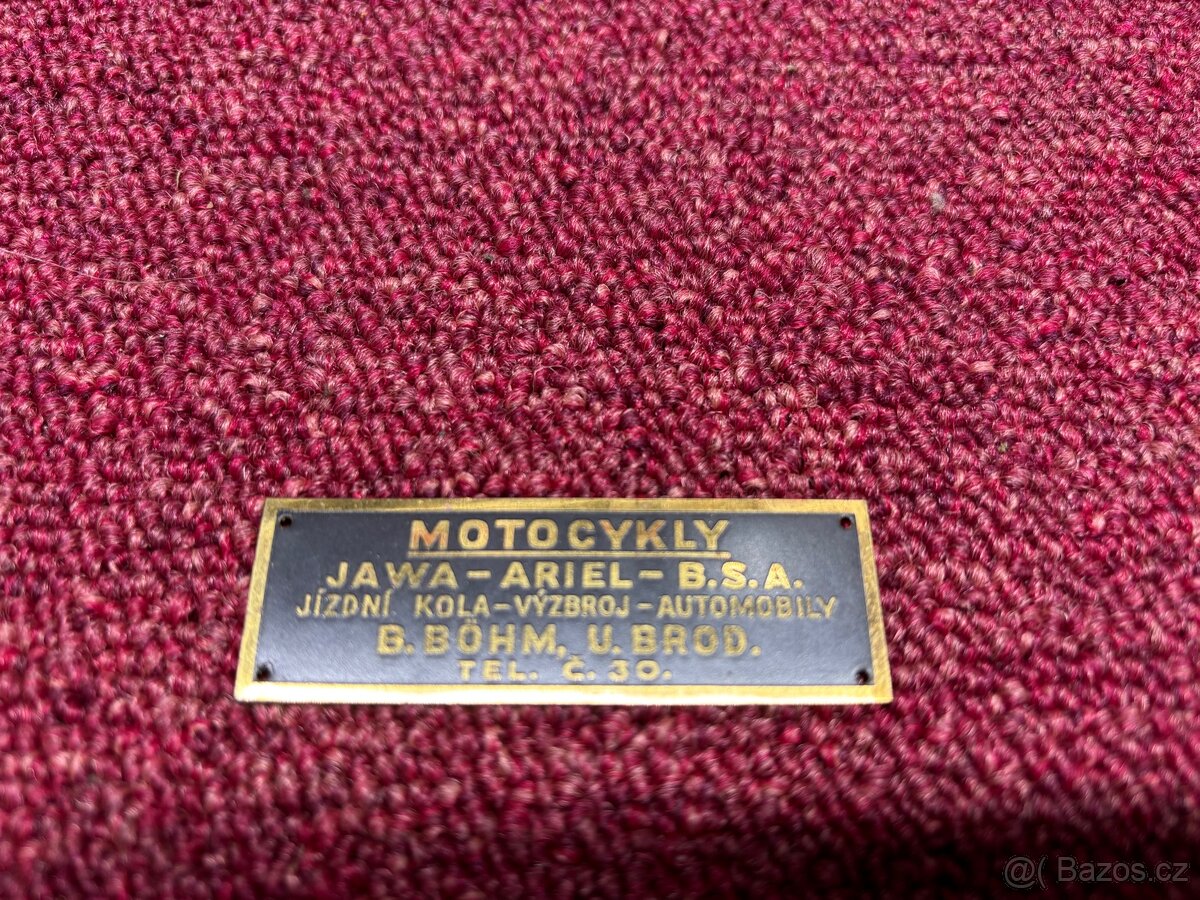 MOTOCYKLY
JAWA-ARIEL-B.S.A.
JÍZDNÍ KOLA-VÝZBROJ-AUTOMOBILY
B.BÖHM, U.BROD.
TEL. Č.30.
@( Bazos.cz